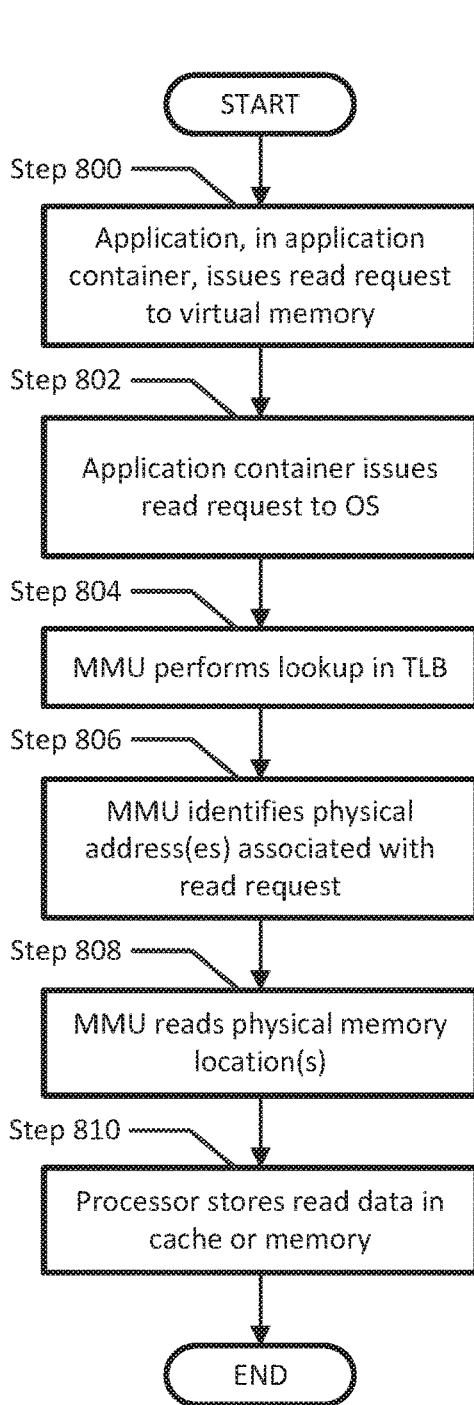 START
Step 800
Application, in application
container, issues read request
to virtual memory
Step 802
Application container issues
read request to OS
Step 804
MMU performs lookup in TLB
Step 806
MMU identifies physical
address(es) associated with
read request
Step 808
MMU reads physical memory
location(s)
Step 810
Processor stores read data in
cache or memory
END